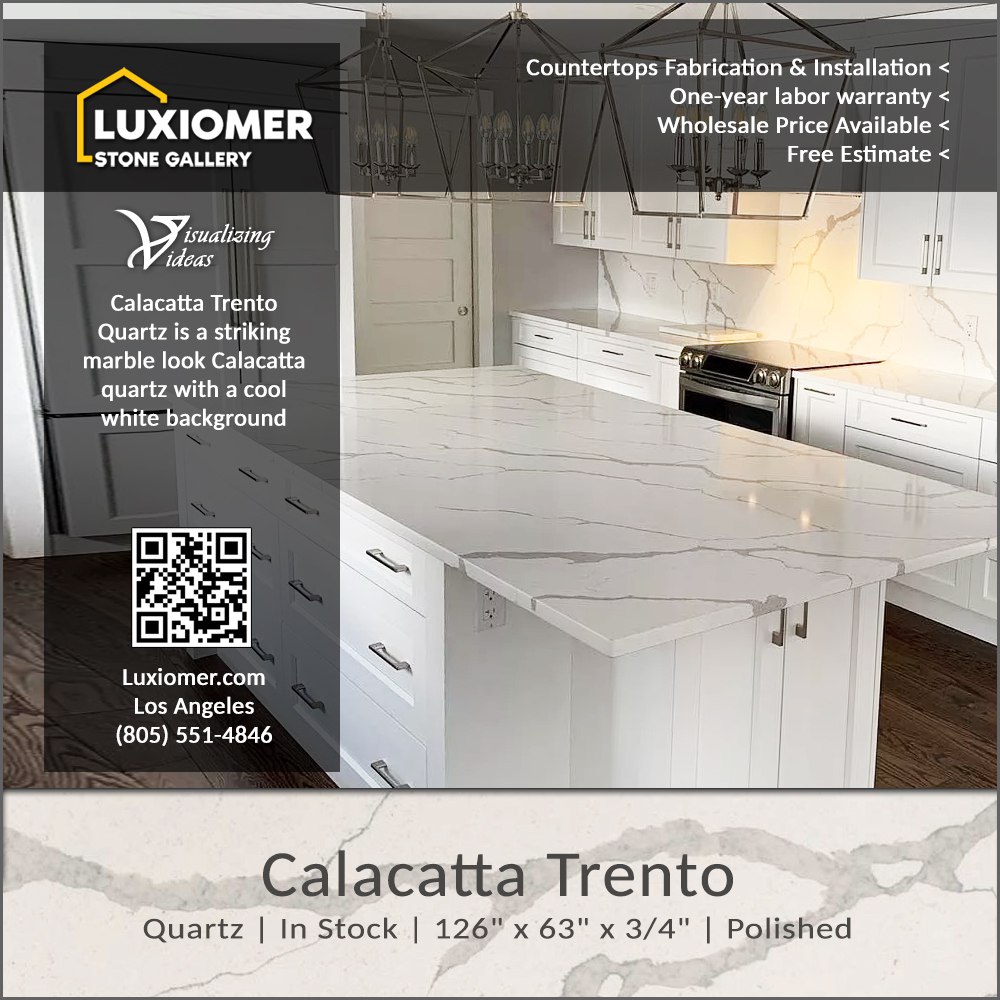 LUXIOMER
STONE GALLERY
Countertops Fabrication & Installation <
One-year labor warranty <
Wholesale Price Available <
Free Estimate <
Visualizing
Videas
Calacatta Trento
Quartz is a striking
marble look Calacatta
quartz with a cool
white background
Luxiomer.com
Los Angeles
(805) 551-4846
Calacatta Trento
Quartz | In Stock | 126" x 63" x 3/4" | Polished